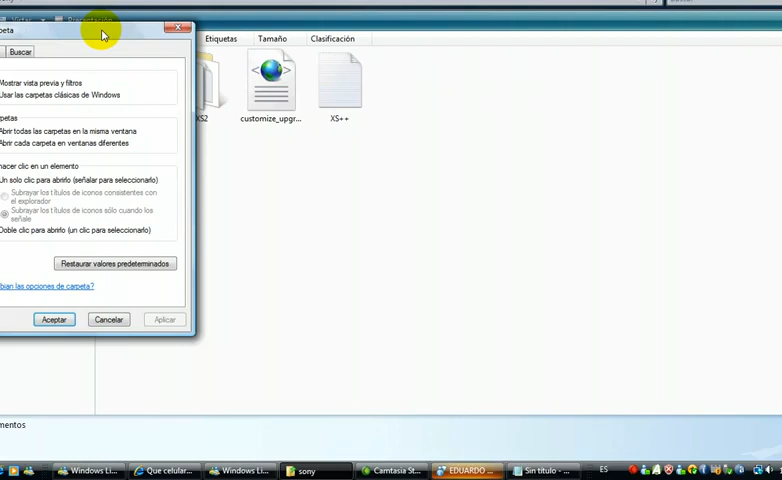 Vistas Presentación
peta
Buscar
Mostrar vista previa y filtros
Usar las carpetas clásicas de Windows
rpetas
Abrir todas las carpetas en la misma ventana
Abrir cada carpeta en ventanas diferentes
hacer clic en un elemento
Un solo clic para abrirlo (señalar para seleccionarlo)
Subrayar los títulos de iconos consistentes con
el explorador
Subrayar los títulos de iconos sólo cuando los
señale
Doble clic para abrirlo (un clic para seleccionarlo)
Restaurar valores predeterminados
bian las opciones de carpeta?
Aceptar Cancelar Aplicar
Etiquetas Tamaño Clasificación
XS2 customize_upgr... XS++
mentos
Windows Li... Que celular... Windows Li... sony Camtasia St... EDUARDO ... Sin título - ... ES